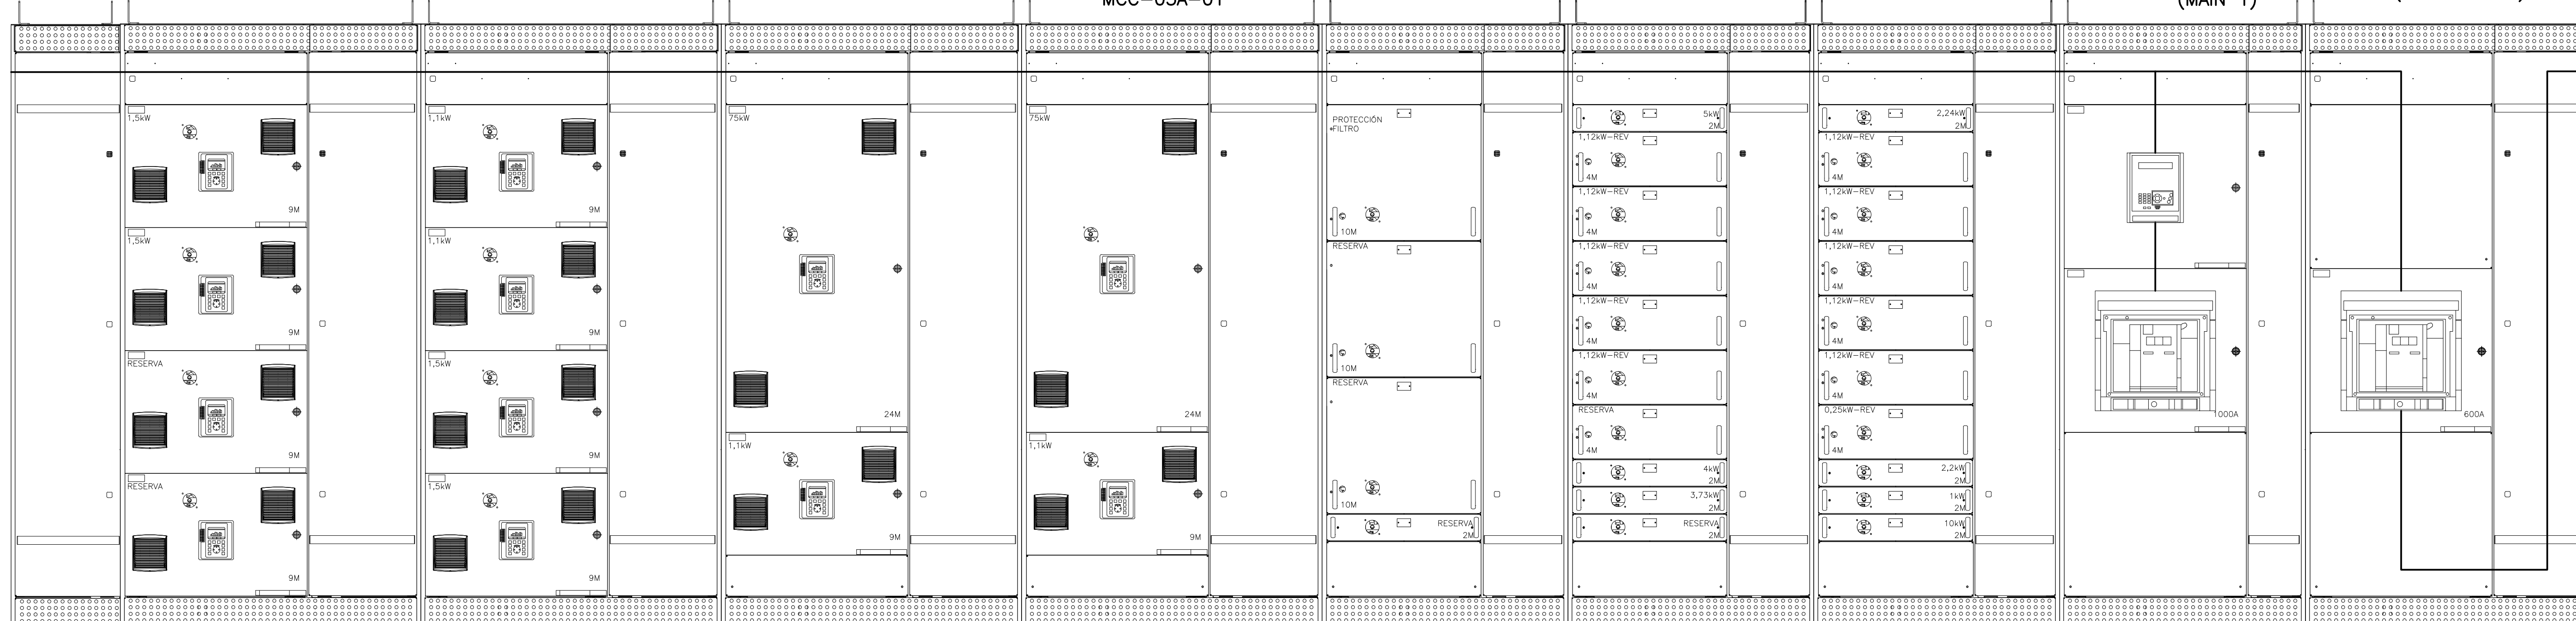 MCC-05A-01
(MAIN 1)
1,5kW
9M
1,5kW
9M
RESERVA
9M
RESERVA
9M
1,1kW
9M
1,1kW
9M
1,5kW
9M
1,5kW
9M
75kW
24M
1,1kW
9M
75kW
24M
1,1kW
9M
PROTECCIÓN
FILTRO
10M
RESERVA
10M
RESERVA
10M
RESERVA
2M
5kW
2M
1,12kW-REV
4M
1,12kW-REV
4M
1,12kW-REV
4M
1,12kW-REV
4M
1,12kW-REV
4M
RESERVA
4M
4kW
2M
3,73kW
2M
RESERVA
2M
2,24kW
2M
1,12kW-REV
4M
1,12kW-REV
4M
1,12kW-REV
4M
1,12kW-REV
4M
1,12kW-REV
4M
0,25kW-REV
4M
2,2kW
2M
1kW
2M
10kW
2M
1000A
600A